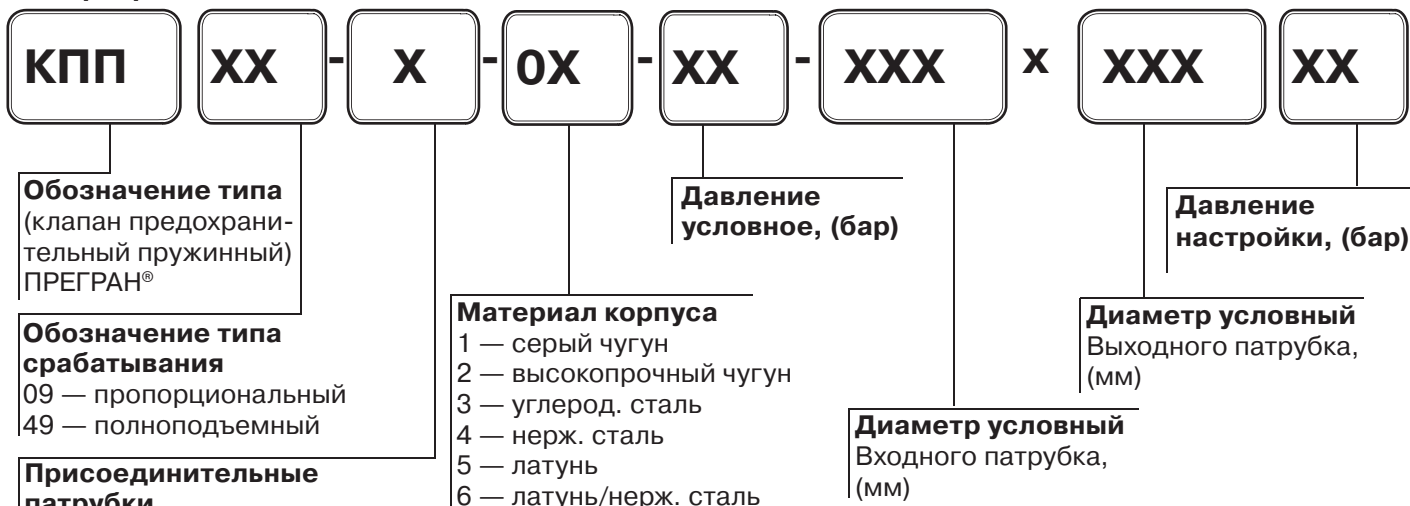 КПП XX - X - 0X - XX - XXX x XXX XX
Обозначение типа
(клапан предохрани-
тельный пружинный)
ПРЕГРАН®
Обозначение типа
срабатывания
09 — пропорциональный
49 — полноподъемный
Присоединительные
патрубки
Материал корпуса
1 — серый чугун
2 — высокопрочный чугун
3 — углерод. сталь
4 — нерж. сталь
5 — латунь
6 — латунь/нерж. сталь
Давление
условное, (бар)
Диаметр условный
Входного патрубка,
(мм)
Диаметр условный
Выходного патрубка,
(мм)
Давление
настройки, (бар)